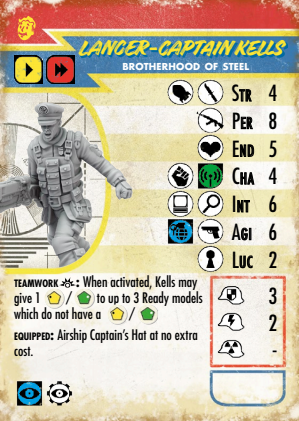 LANCER-CAPTAIN KELLS
BROTHERHOOD OF STEEL
STR 4
PER 8
END 5
CHA 4
INT 6
AGI 6
LUC 2
TEAMWORK : When activated, Kells may
give 1 / to up to 3 Ready models
which do not have a /
EQUIPPED: Airship Captain's Hat at no extra
cost.
3
2
-